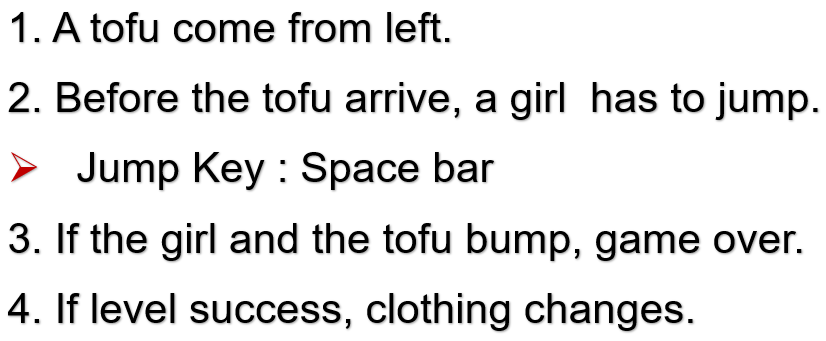 1. A tofu come from left.
2. Before the tofu arrive, a girl  has to jump.
➢ Jump Key : Space bar
3. If the girl and the tofu bump, game over.
4. If level success, clothing changes.